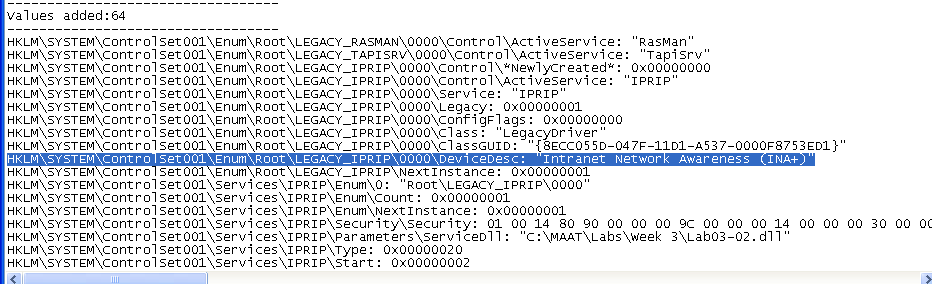 ----------------------------------
Values added:64
----------------------------------
HKLM\SYSTEM\ControlSet001\Enum\Root\LEGACY_RASMAN\0000\Control\ActiveService: "RasMan"
HKLM\SYSTEM\ControlSet001\Enum\Root\LEGACY_TAPISRV\0000\Control\ActiveService: "TapiSrv"
HKLM\SYSTEM\ControlSet001\Enum\Root\LEGACY_IPRIP\0000\Control\*NewlyCreated*: 0x00000000
HKLM\SYSTEM\ControlSet001\Enum\Root\LEGACY_IPRIP\0000\Control\ActiveService: "IPRIP"
HKLM\SYSTEM\ControlSet001\Enum\Root\LEGACY_IPRIP\0000\Service: "IPRIP"
HKLM\SYSTEM\ControlSet001\Enum\Root\LEGACY_IPRIP\0000\Legacy: 0x00000001
HKLM\SYSTEM\ControlSet001\Enum\Root\LEGACY_IPRIP\0000\ConfigFlags: 0x00000000
HKLM\SYSTEM\ControlSet001\Enum\Root\LEGACY_IPRIP\0000\Class: "LegacyDriver"
HKLM\SYSTEM\ControlSet001\Enum\Root\LEGACY_IPRIP\0000\ClassGUID: "{8ECC055D-047F-11D1-A537-0000F8753ED1}"
HKLM\SYSTEM\ControlSet001\Enum\Root\LEGACY_IPRIP\0000\DeviceDesc: "Intranet Network Awareness (INA+)"
HKLM\SYSTEM\ControlSet001\Enum\Root\LEGACY_IPRIP\NextInstance: 0x00000001
HKLM\SYSTEM\ControlSet001\Services\IPRIP\Enum\0: "Root\LEGACY_IPRIP\0000"
HKLM\SYSTEM\ControlSet001\Services\IPRIP\Enum\Count: 0x00000001
HKLM\SYSTEM\ControlSet001\Services\IPRIP\Enum\NextInstance: 0x00000001
HKLM\SYSTEM\ControlSet001\Services\IPRIP\Security\Security: 01 00 14 80 90 00 00 00 9C 00 00 00 14 00 00 00 30 00 00
HKLM\SYSTEM\ControlSet001\Services\IPRIP\Parameters\ServiceDll: "C:\MAAT\Labs\Week 3\Lab03-02.dll"
HKLM\SYSTEM\ControlSet001\Services\IPRIP\Type: 0x00000020
HKLM\SYSTEM\ControlSet001\Services\IPRIP\Start: 0x00000002